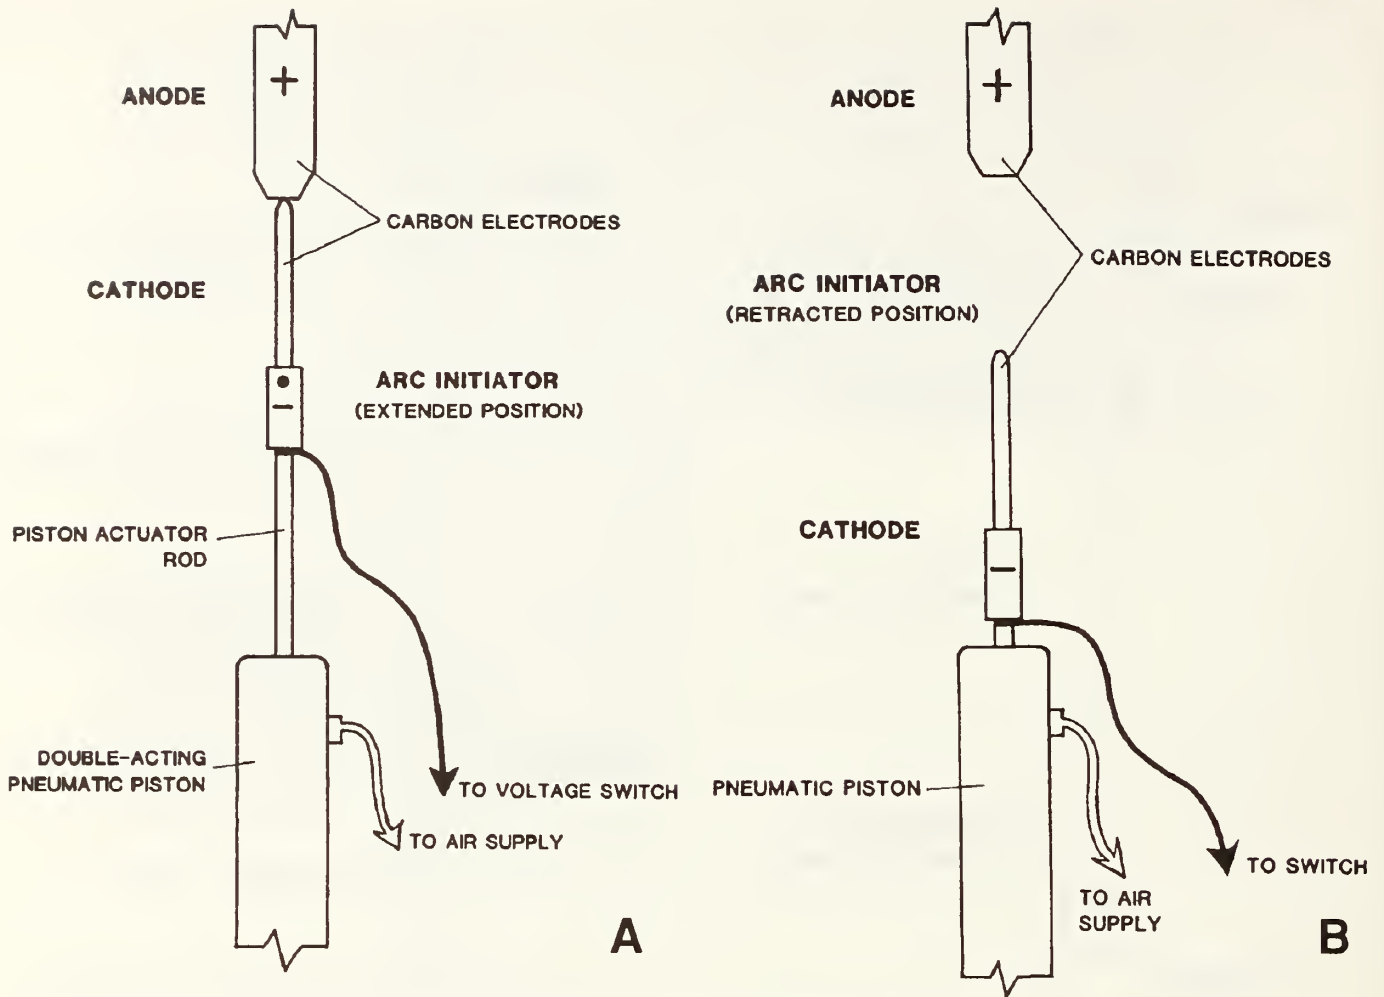 ANODE
+
CARBON ELECTRODES
CATHODE
ARC INITIATOR
(EXTENDED POSITION)
−
PISTON ACTUATOR
ROD
DOUBLE-ACTING
PNEUMATIC PISTON
TO VOLTAGE SWITCH
TO AIR SUPPLY
A
ANODE
+
CARBON ELECTRODES
ARC INITIATOR
(RETRACTED POSITION)
CATHODE
−
PNEUMATIC PISTON
TO SWITCH
TO AIR
SUPPLY
B